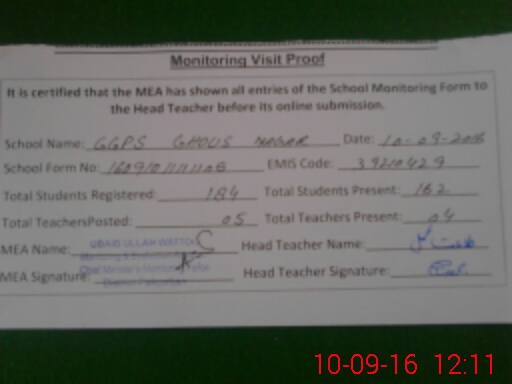 Monitoring Visit Proof
It is certified that the MEA has shown all entries of the School Monitoring Form to
the Head Teacher before its online submission.
School Name: GGPS GHOUS NAGAR Date: 10-09-2016
School Form No: EMIS Code: 39210429
Total Students Registered: 184 Total Students Present: 162
Total TeachersPosted: 05 Total Teachers Present: 04
MEA Name: UBAID ULLAH WATTOO Head Teacher Name:
MEA Signature: Head Teacher Signature:
10-09-16 12:11